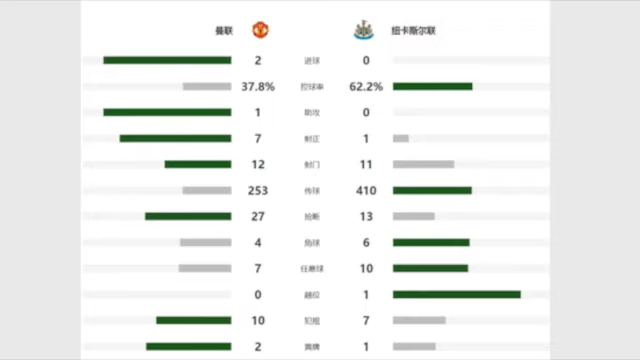 曼联 纽卡斯尔联
2 进球 0
37.8% 控球率 62.2%
1 助攻 0
7 射正 1
12 射门 11
253 传球 410
27 抢断 13
4 角球 6
7 任意球 10
0 越位 1
10 犯规 7
2 黄牌 1